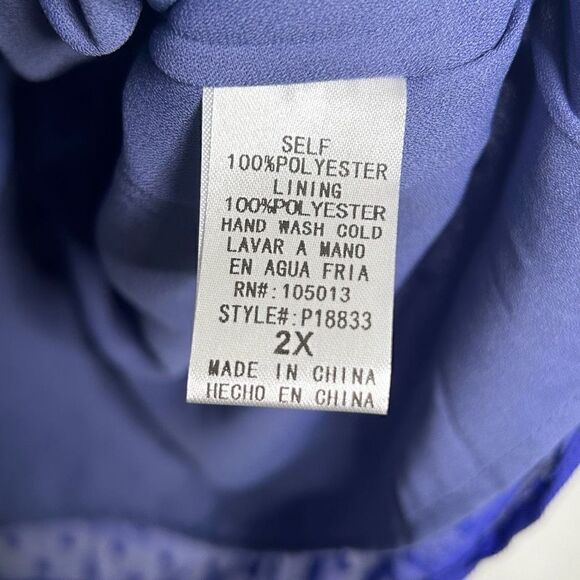 SELF
100%POLYESTER
LINING
100%POLYESTER
HAND WASH COLD
LAVAR A MANO
EN AGUA FRIA
RN#:105013
STYLE#:P18833
2X
MADE IN CHINA
HECHO EN CHINA